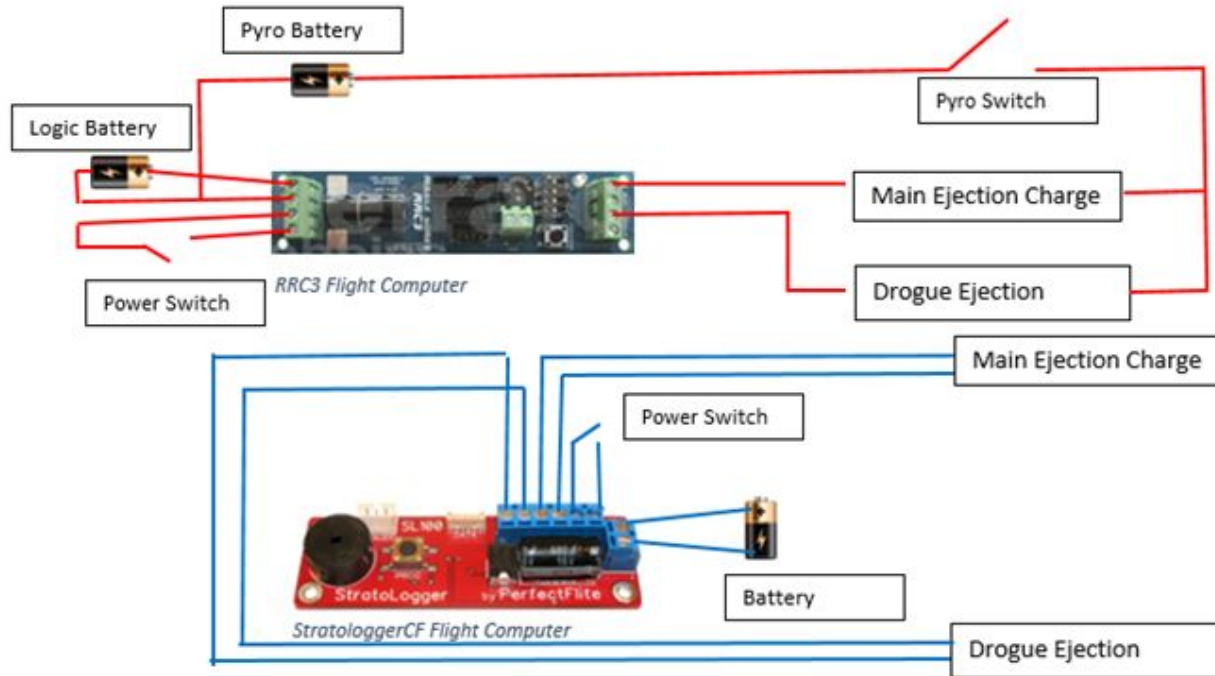 Pyro Battery
Pyro Switch
Logic Battery
Main Ejection Charge
RRC3
RRC3 Flight Computer
Drogue Ejection
Power Switch
Main Ejection Charge
Power Switch
SL100
StratoLogger
by PerfectFlite
Battery
StratologgerCF Flight Computer
Drogue Ejection